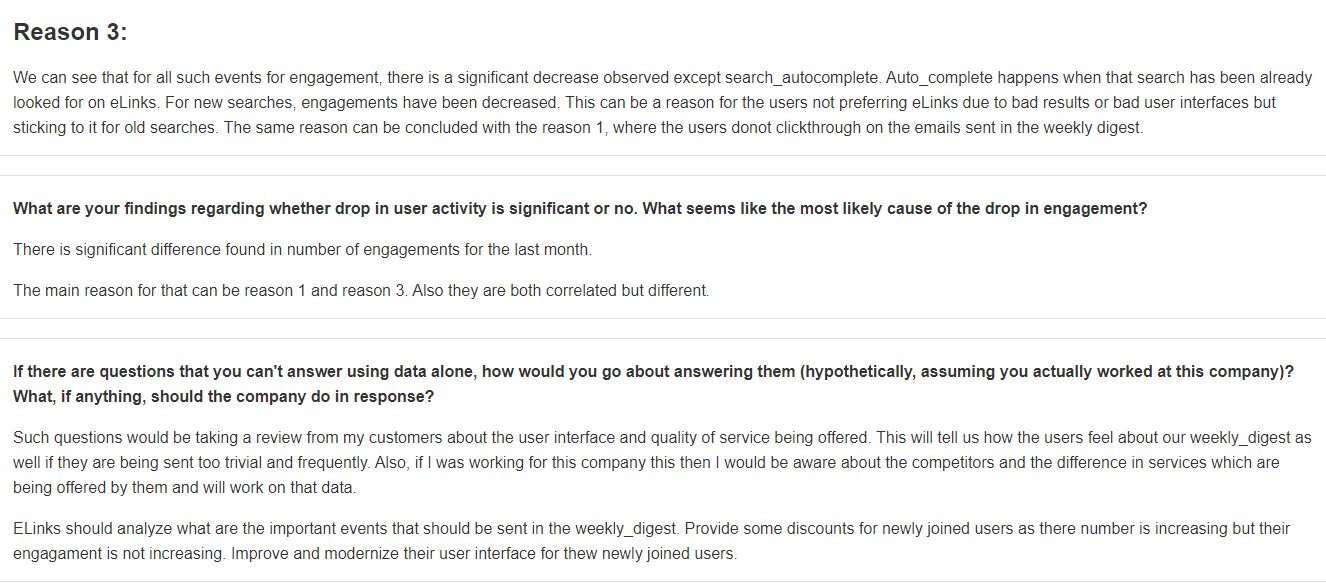 Reason 3:
We can see that for all such events for engagement, there is a significant decrease observed except search_autocomplete. Auto_complete happens when that search has been already
looked for on eLinks. For new searches, engagements have been decreased. This can be a reason for the users not preferring eLinks due to bad results or bad user interfaces but
sticking to it for old searches. The same reason can be concluded with the reason 1, where the users donot clickthrough on the emails sent in the weekly digest.
What are your findings regarding whether drop in user activity is significant or no. What seems like the most likely cause of the drop in engagement?
There is significant difference found in number of engagements for the last month.
The main reason for that can be reason 1 and reason 3. Also they are both correlated but different.
If there are questions that you can't answer using data alone, how would you go about answering them (hypothetically, assuming you actually worked at this company)?
What, if anything, should the company do in response?
Such questions would be taking a review from my customers about the user interface and quality of service being offered. This will tell us how the users feel about our weekly_digest as
well if they are being sent too trivial and frequently. Also, if I was working for this company this then I would be aware about the competitors and the difference in services which are
being offered by them and will work on that data.
ELinks should analyze what are the important events that should be sent in the weekly_digest. Provide some discounts for newly joined users as there number is increasing but their
engagament is not increasing. Improve and modernize their user interface for thew newly joined users.